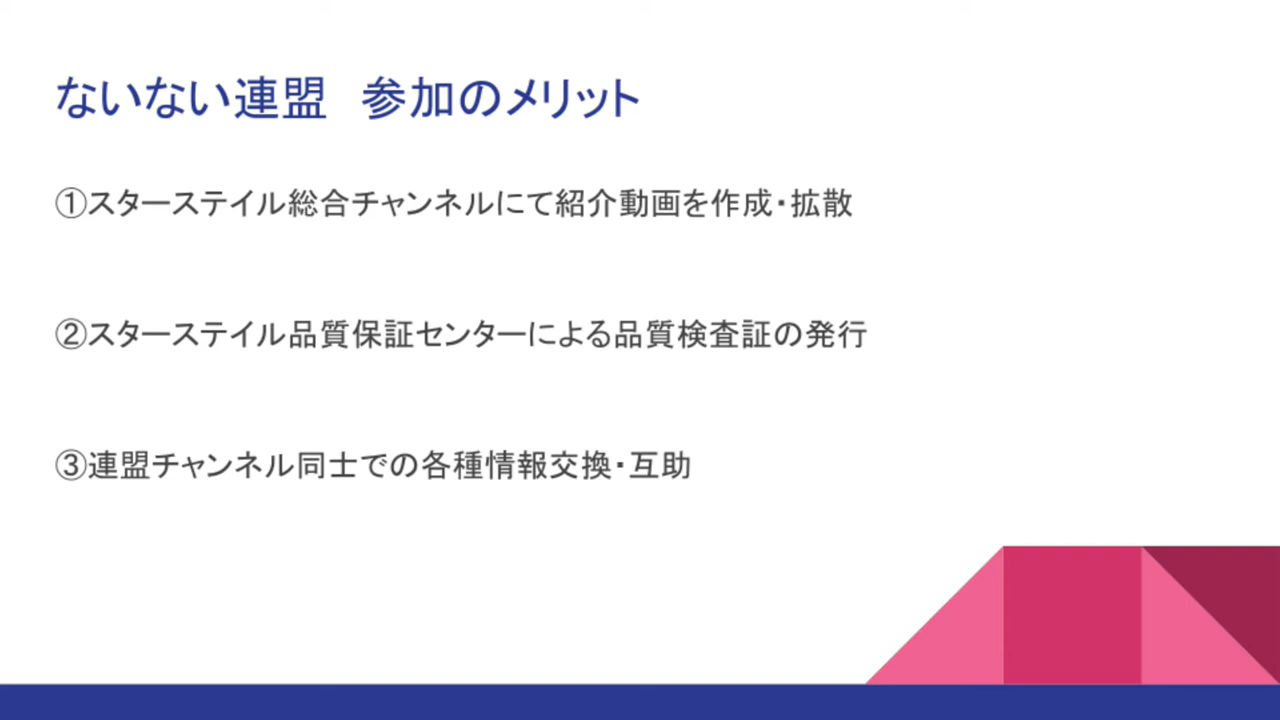 ないない連盟　参加のメリット
①スターステイル総合チャンネルにて紹介動画を作成・拡散
②スターステイル品質保証センターによる品質検査証の発行
③連盟チャンネル同士での各種情報交換・互助